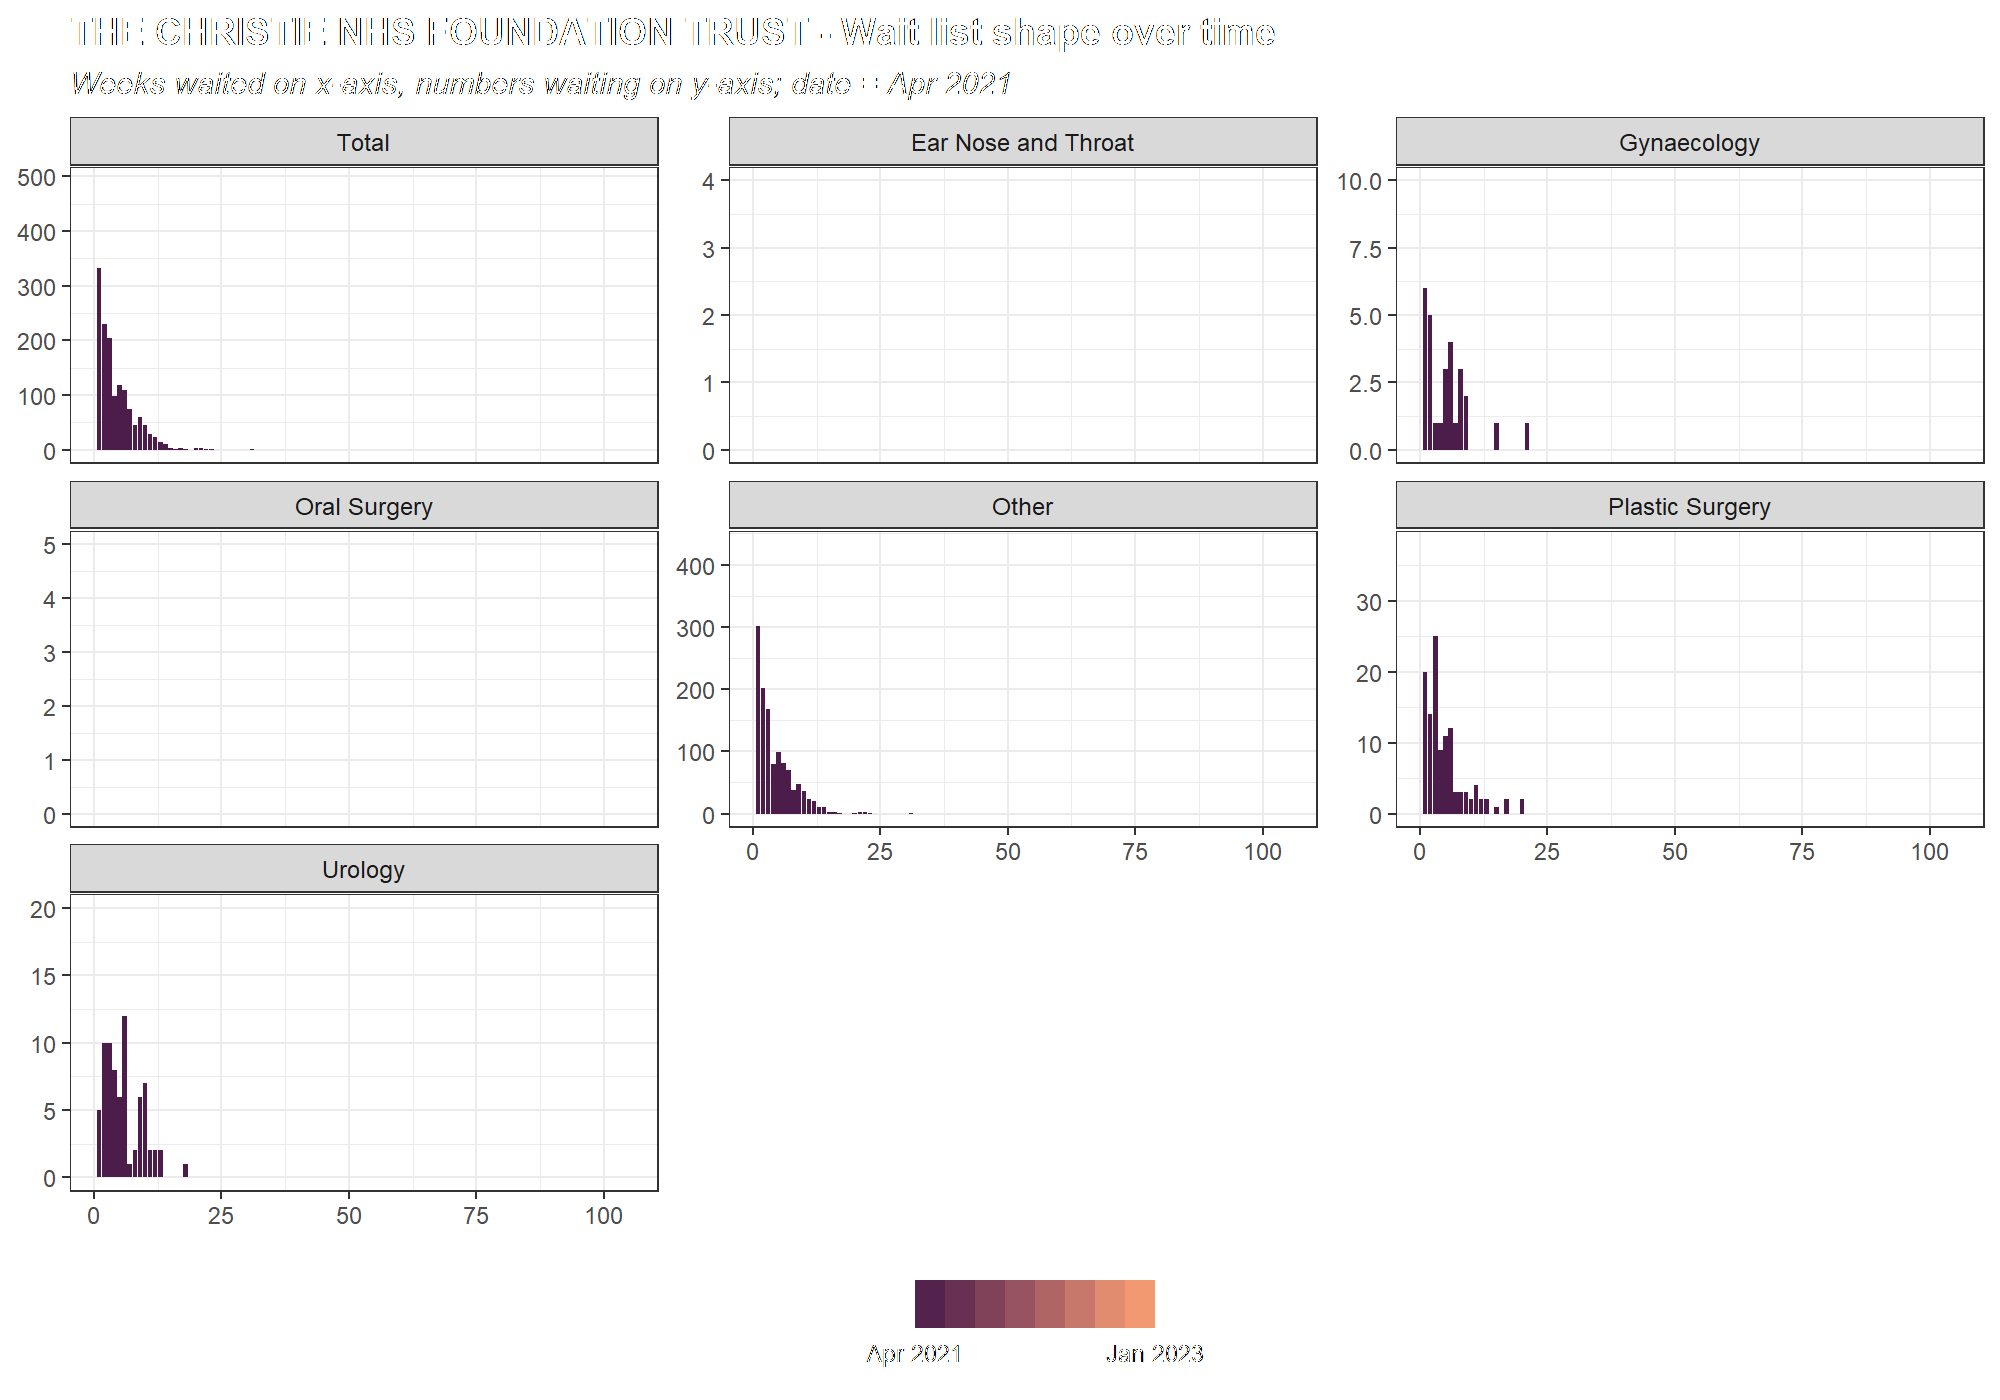 THE CHRISTIE NHS FOUNDATION TRUST - Wait list shape over time
Weeks waited on x-axis, numbers waiting on y-axis; date = Apr 2021
Total
Ear Nose and Throat
Gynaecology
500
400
300
200
100
0
4
3
2
1
0
10.0
7.5
5.0
2.5
0.0
Oral Surgery
Other
Plastic Surgery
5
4
3
2
1
0
400
300
200
100
0
30
20
10
0
0 25 50 75 100
0 25 50 75 100
Urology
20
15
10
5
0
0 25 50 75 100
Apr 2021
Jan 2023